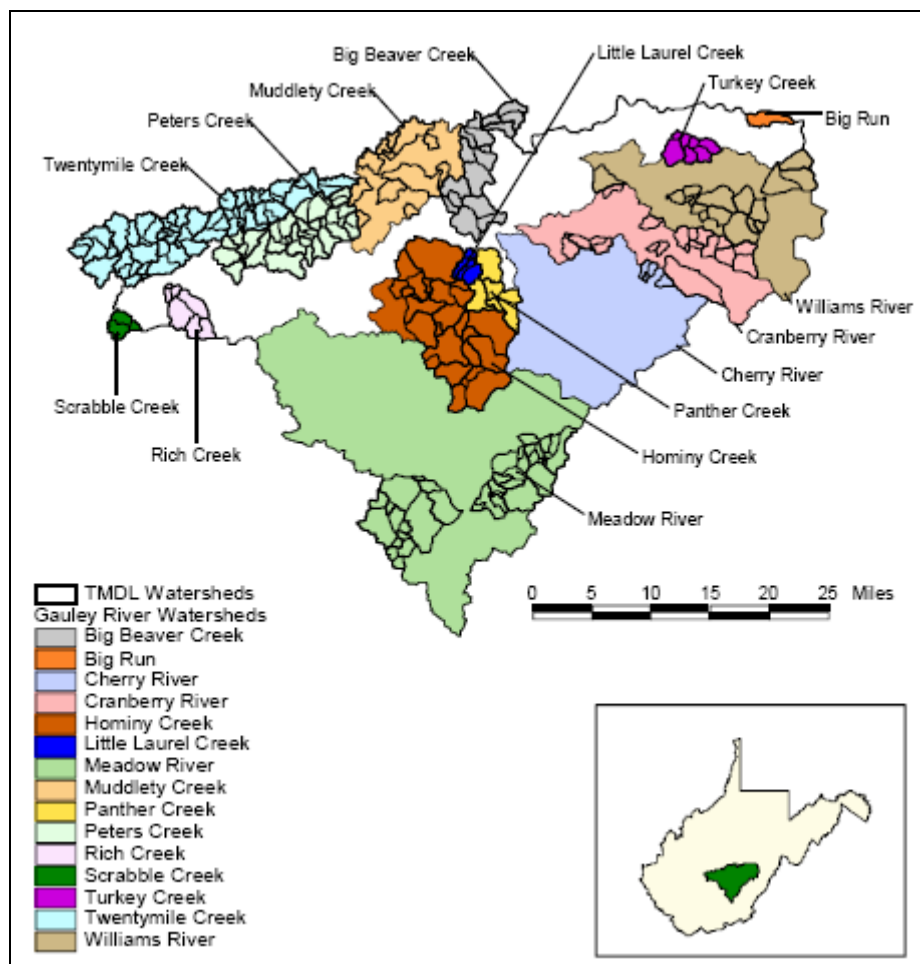 Big Beaver Creek
Little Laurel Creek
Turkey Creek
Muddlety Creek
Big Run
Peters Creek
Twentymile Creek
Williams River
Cranberry River
Cherry River
Scrabble Creek
Panther Creek
Rich Creek
Hominy Creek
Meadow River
0 5 10 15 20 25 Miles
TMDL Watersheds
Gauley River Watersheds
Big Beaver Creek
Big Run
Cherry River
Cranberry River
Hominy Creek
Little Laurel Creek
Meadow River
Muddlety Creek
Panther Creek
Peters Creek
Rich Creek
Scrabble Creek
Turkey Creek
Twentymile Creek
Williams River